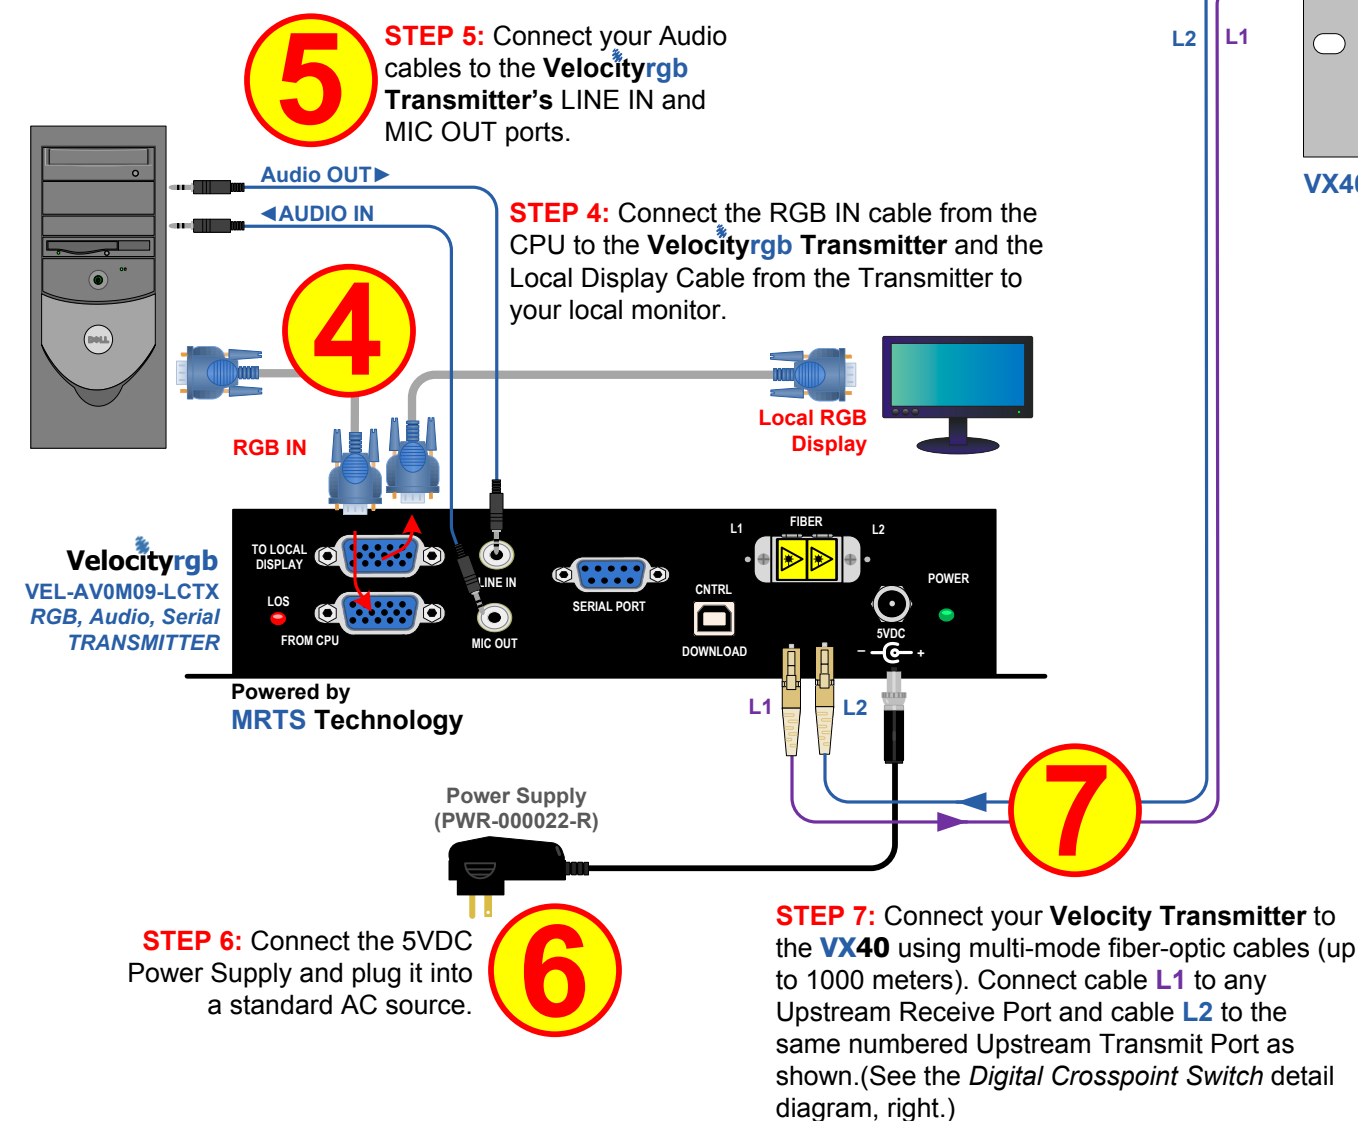 5
STEP 5: Connect your Audio
cables to the Velocityrgb
Transmitter's LINE IN and
MIC OUT ports.
L2
L1
VX40
Audio OUT►
◄AUDIO IN
STEP 4: Connect the RGB IN cable from the
CPU to the Velocityrgb Transmitter and the
Local Display Cable from the Transmitter to
your local monitor.
4
DELL
RGB IN
Local RGB
Display
Velocityrgb
VEL-AV0M09-LCTX
RGB, Audio, Serial
TRANSMITTER
TO LOCAL
DISPLAY
LOS
FROM CPU
LINE IN
MIC OUT
SERIAL PORT
CNTRL
DOWNLOAD
L1
FIBER
L2
5VDC
– +
POWER
Powered by
MRTS Technology
L1
L2
7
Power Supply
(PWR-000022-R)
STEP 6: Connect the 5VDC
Power Supply and plug it into
a standard AC source.
6
STEP 7: Connect your Velocity Transmitter to
the VX40 using multi-mode fiber-optic cables (up
to 1000 meters). Connect cable L1 to any
Upstream Receive Port and cable L2 to the
same numbered Upstream Transmit Port as
shown.(See the Digital Crosspoint Switch detail
diagram, right.)